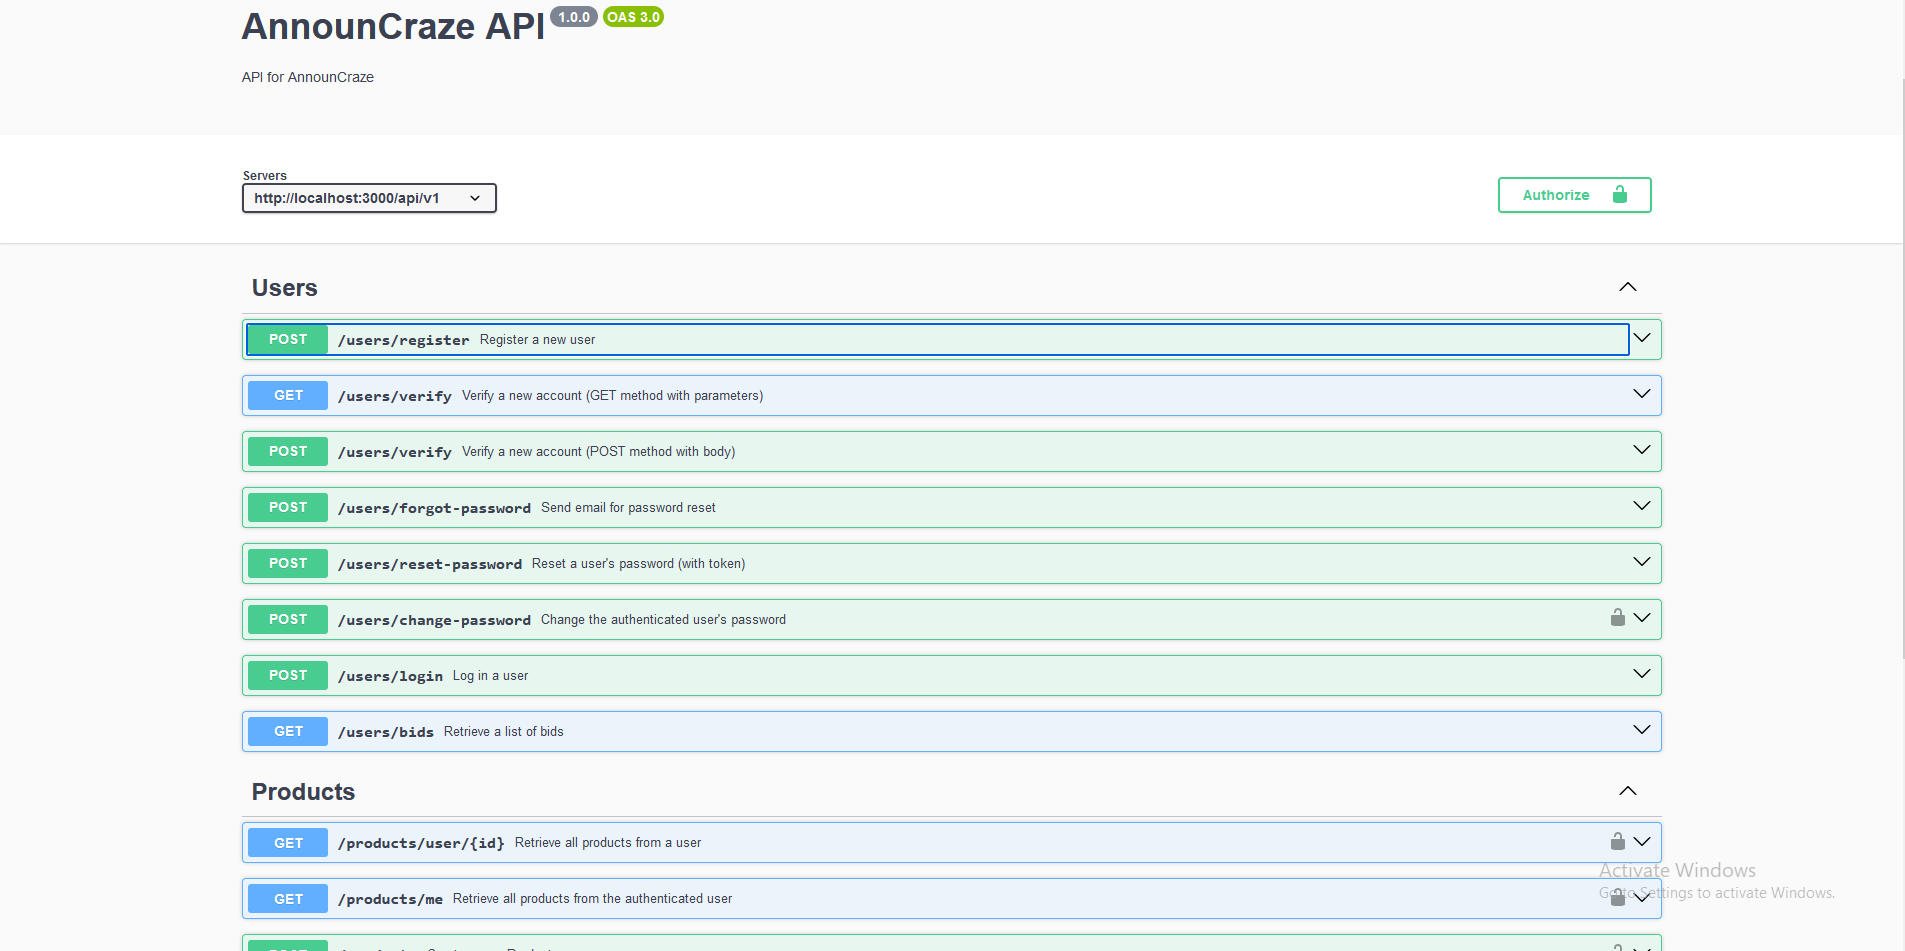 AnnounCraze API 1.0.0 OAS 3.0
API for AnnounCraze
Servers
http://localhost:3000/api/v1
Authorize
Users
POST /users/register Register a new user
GET /users/verify Verify a new account (GET method with parameters)
POST /users/verify Verify a new account (POST method with body)
POST /users/forgot-password Send email for password reset
POST /users/reset-password Reset a user's password (with token)
POST /users/change-password Change the authenticated user's password
POST /users/login Log in a user
GET /users/bids Retrieve a list of bids
Products
GET /products/user/{id} Retrieve all products from a user
Activate Windows
GET /products/me Retrieve all products from the authenticated user
Go to Settings to activate Windows.